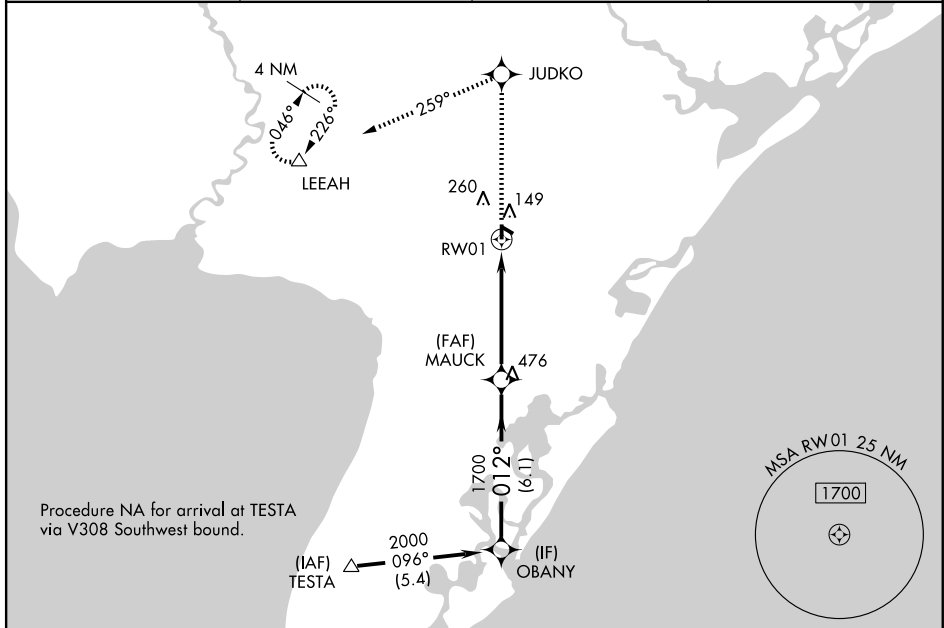 4 NM
JUDKO
259°
046°
226°
LEEAH
260
149
RW01
(FAF)
MAUCK
476
1700
012°
(6.1)
MSA RW01 25 NM
1700
Procedure NA for arrival at TESTA
via V308 Southwest bound.
2000
096°
(5.4)
(IAF)
TESTA
(IF)
OBANY